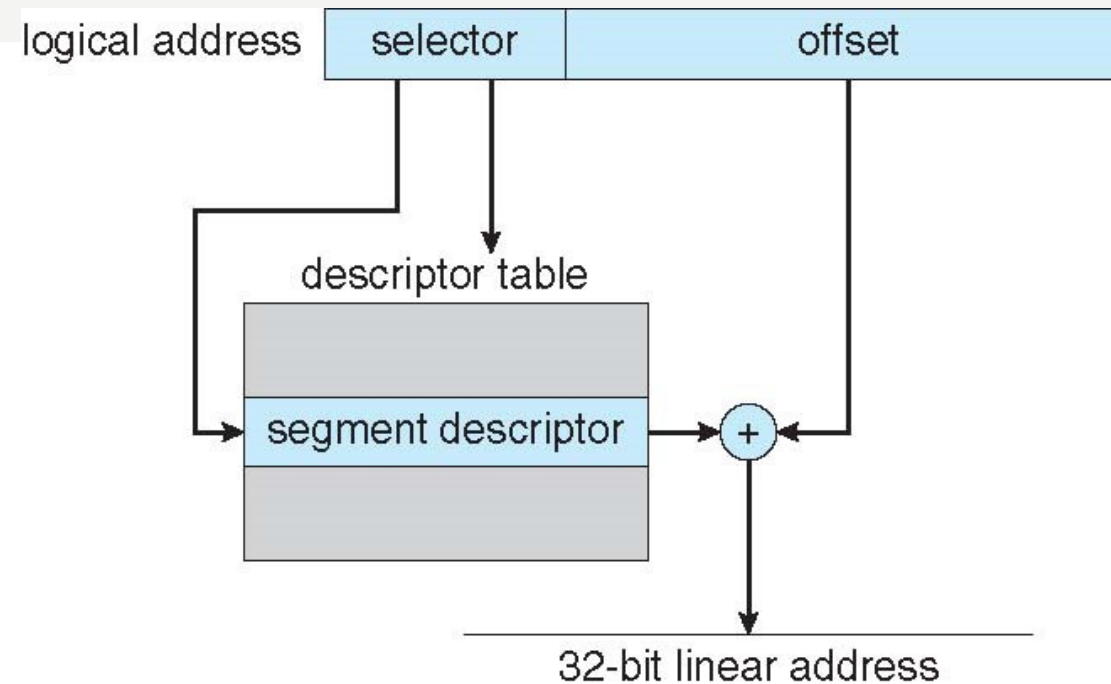 logical address selector offset
descriptor table
segment descriptor +
32-bit linear address